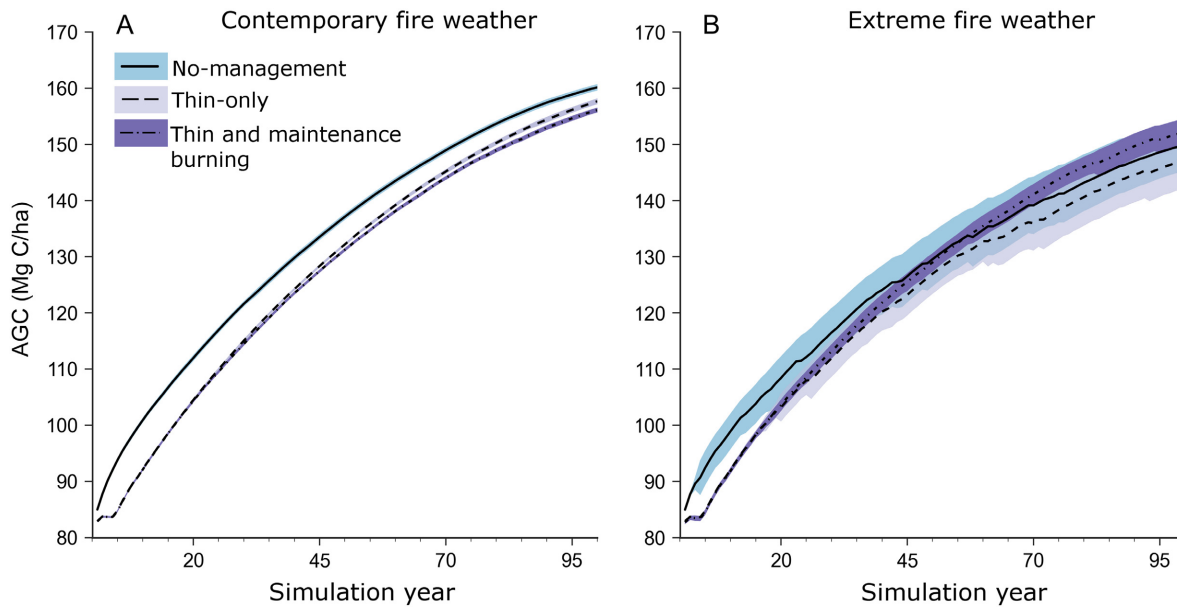 A
Contemporary fire weather
No-management
Thin-only
Thin and maintenance
burning
AGC (Mg C/ha)
170
160
150
140
130
120
110
100
90
80
20
45
70
95
Simulation year
B
Extreme fire weather
170
160
150
140
130
120
110
100
90
80
20
45
70
95
Simulation year